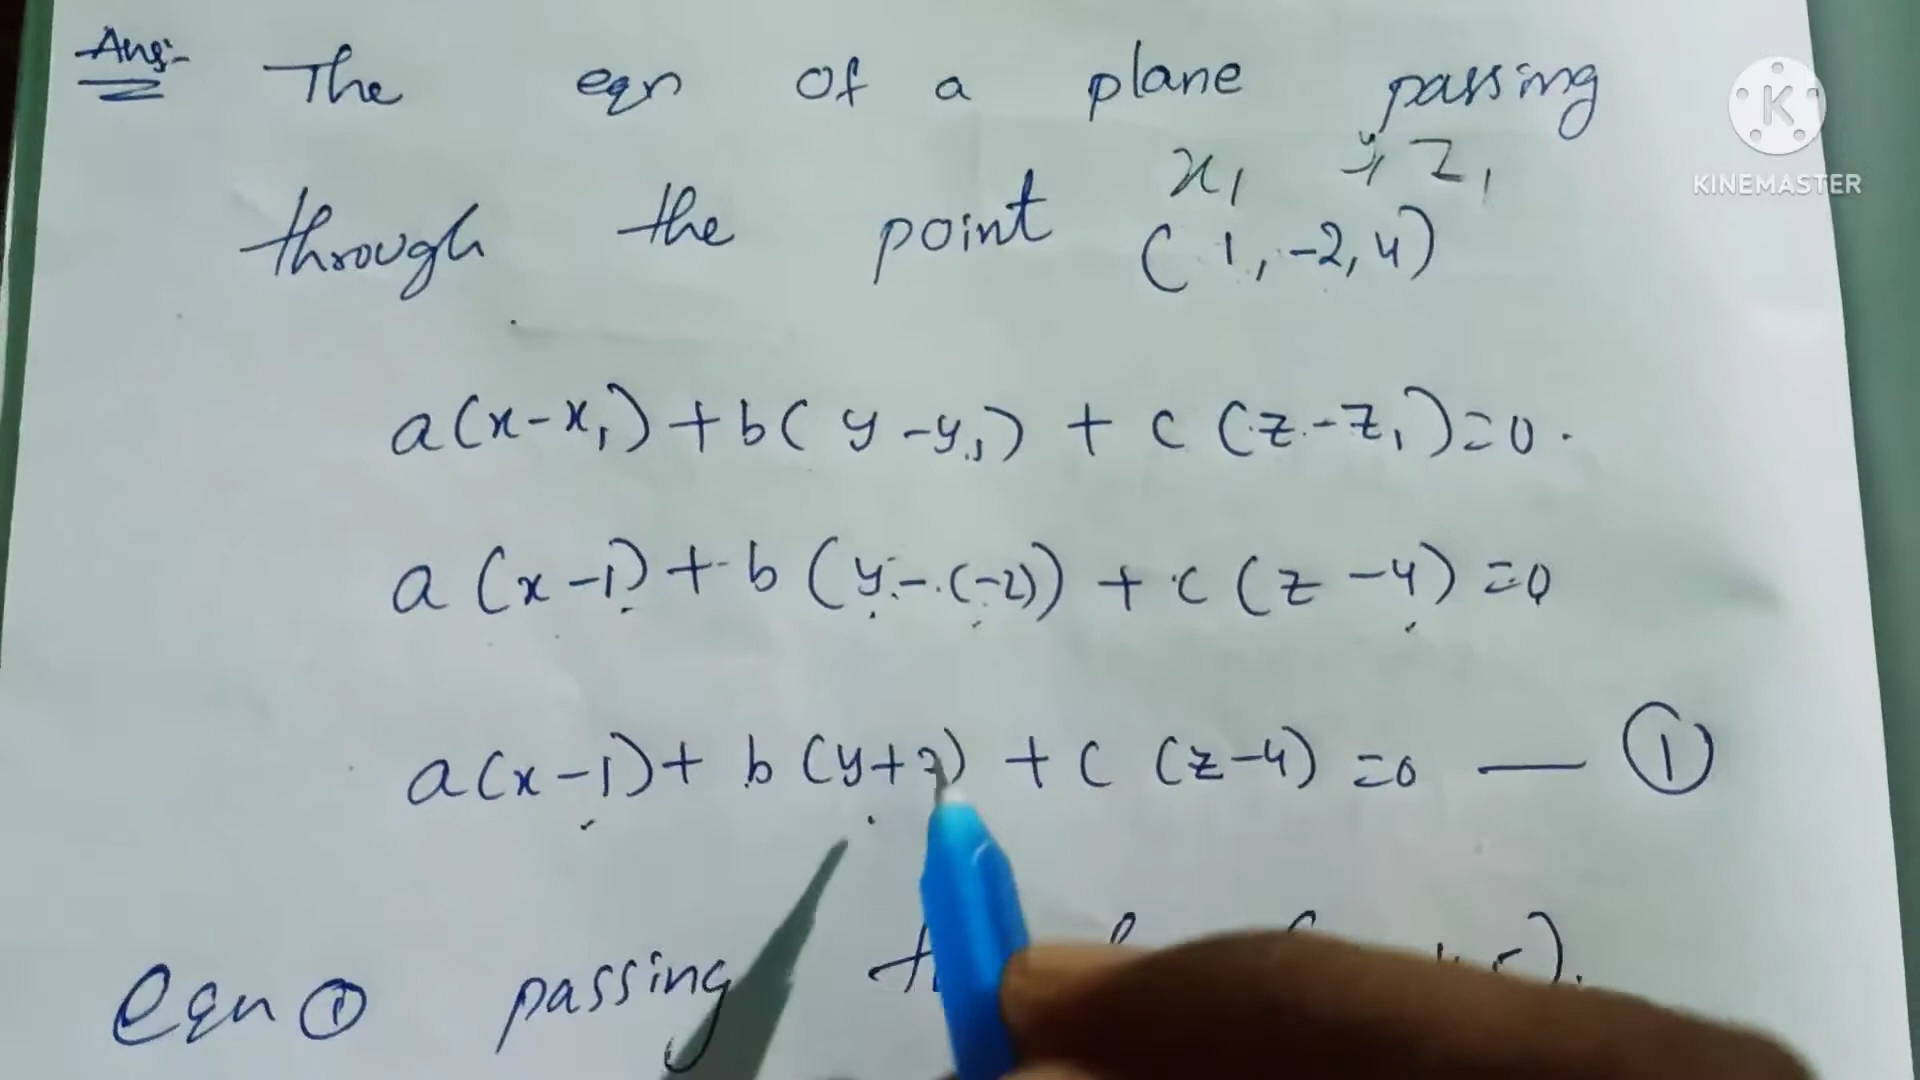 Ans:- The eqn of a plane passing
x₁ y₁ z₁
through the point (1, -2, 4)
a(x-x₁)+b(y-y₁)+c(z-z₁)=0.
a(x-1)+b(y-(-2))+c(z-4)=0
a(x-1)+b(y+2)+c(z-4)=0 — ①
eqn ① passing
K
KINEMASTER